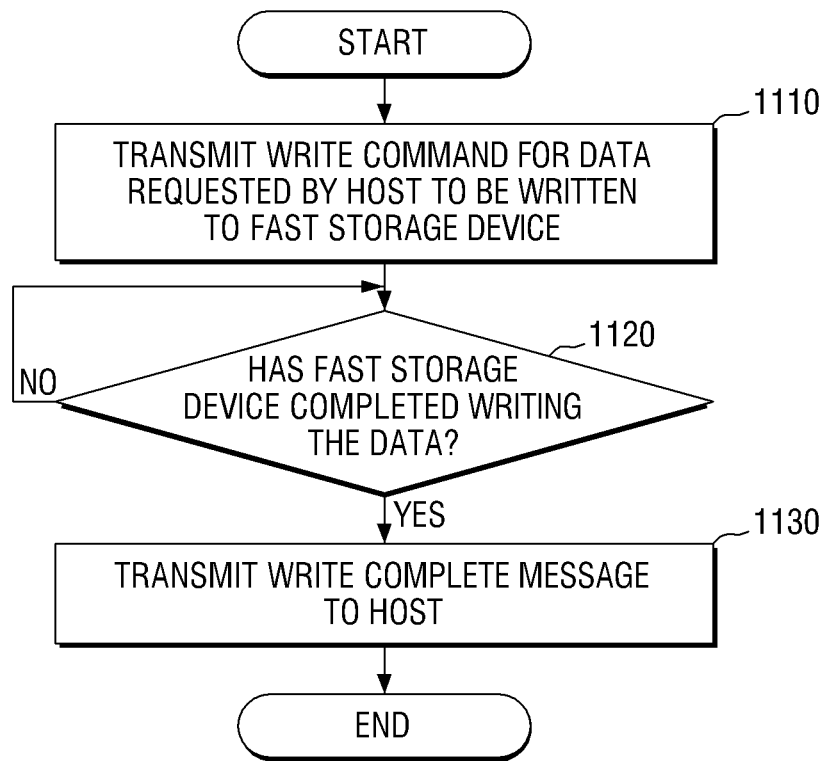 START
1110
TRANSMIT WRITE COMMAND FOR DATA
REQUESTED BY HOST TO BE WRITTEN
TO FAST STORAGE DEVICE
1120
HAS FAST STORAGE
DEVICE COMPLETED WRITING
THE DATA?
NO
YES
1130
TRANSMIT WRITE COMPLETE MESSAGE
TO HOST
END